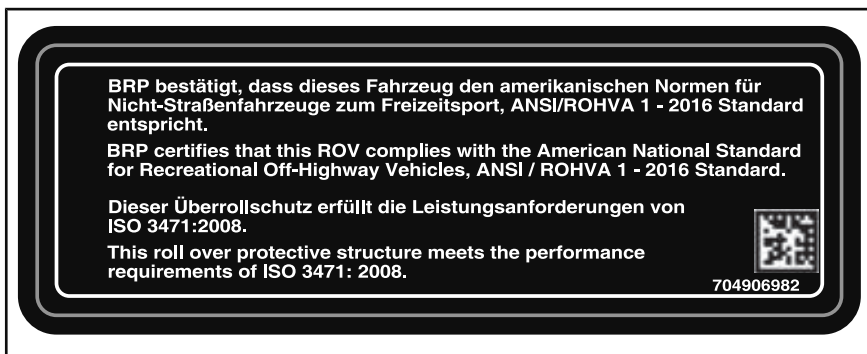 BRP bestätigt, dass dieses Fahrzeug den amerikanischen Normen für
Nicht-Straßenfahrzeuge zum Freizeitsport, ANSI/ROHVA 1 - 2016 Standard
entspricht.
BRP certifies that this ROV complies with the American National Standard
for Recreational Off-Highway Vehicles, ANSI / ROHVA 1 - 2016 Standard.
Dieser Überrollschutz erfüllt die Leistungsanforderungen von
ISO 3471:2008.
This roll over protective structure meets the performance
requirements of ISO 3471: 2008.
704906982